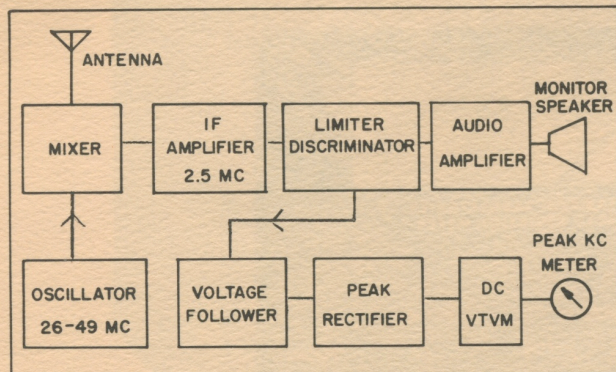 ANTENNA
MIXER
IF
AMPLIFIER
2.5 MC
LIMITER
DISCRIMINATOR
AUDIO
AMPLIFIER
MONITOR
SPEAKER
OSCILLATOR
26-49 MC
VOLTAGE
FOLLOWER
PEAK
RECTIFIER
DC
VTVM
PEAK KC
METER